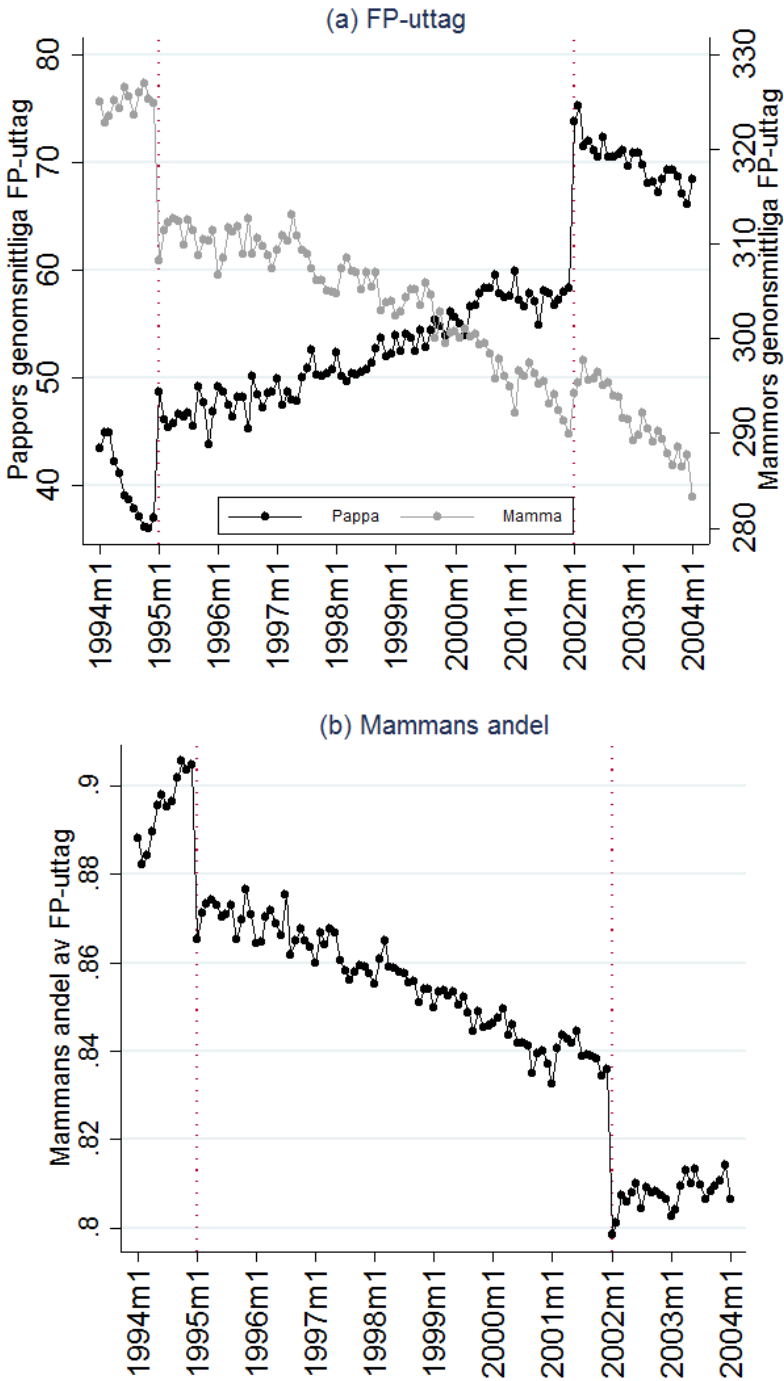 (a) FP-uttag
Pappors genomsnittliga FP-uttag
80
70
60
50
40
Mammors genomsnittliga FP-uttag
330
320
310
300
290
280
Pappa
Mamma
1994m1
1995m1
1996m1
1997m1
1998m1
1999m1
2000m1
2001m1
2002m1
2003m1
2004m1
(b) Mammans andel
Mammans andel av FP-uttag
.9
.88
.86
.84
.82
.8
1994m1
1995m1
1996m1
1997m1
1998m1
1999m1
2000m1
2001m1
2002m1
2003m1
2004m1